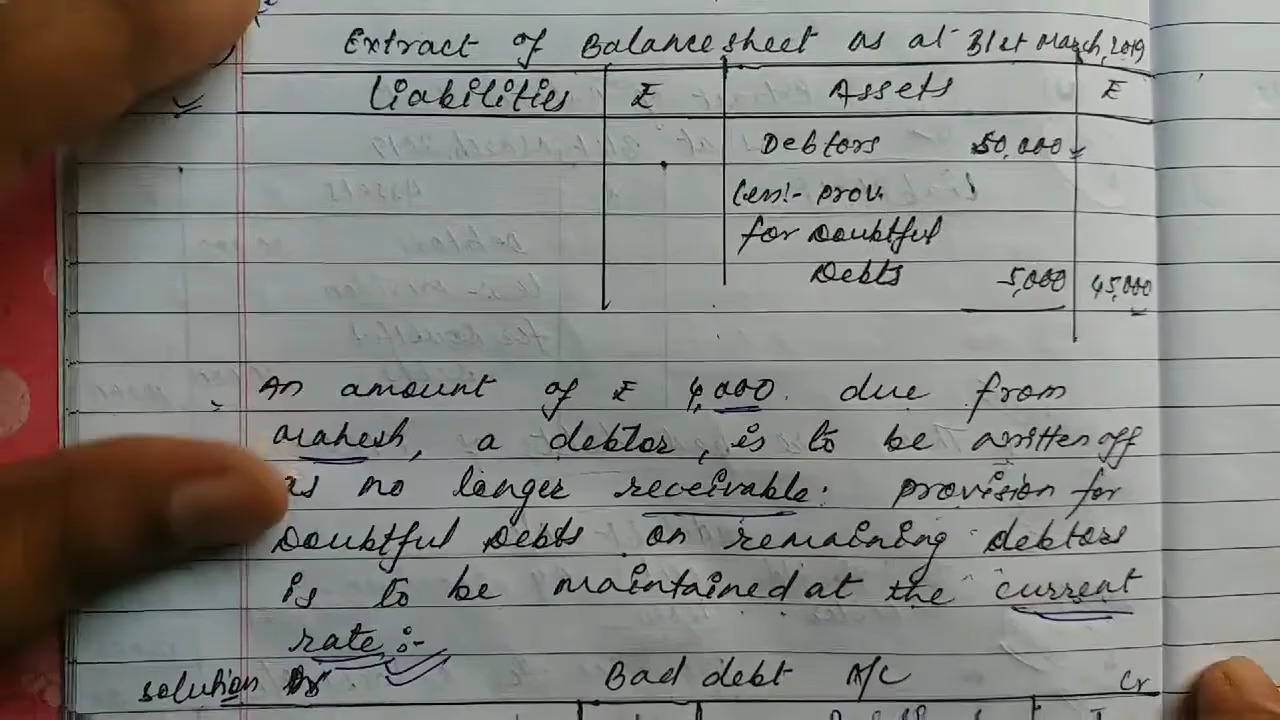 Extract of Balance sheet as at 31st March, 2019
Liabilities ₹ Assets ₹
Debtors 50,000
Less:- prov.
for Doubtful
Debts 5,000 45,000
An amount of ₹ 4,000. due from
Mahesh, a debtor, is to be written off
as no longer receivable. provision for
Doubtful Debts on remaining debtors
is to be maintained at the current
rate :-
solution Dr Bad debt A/C Cr